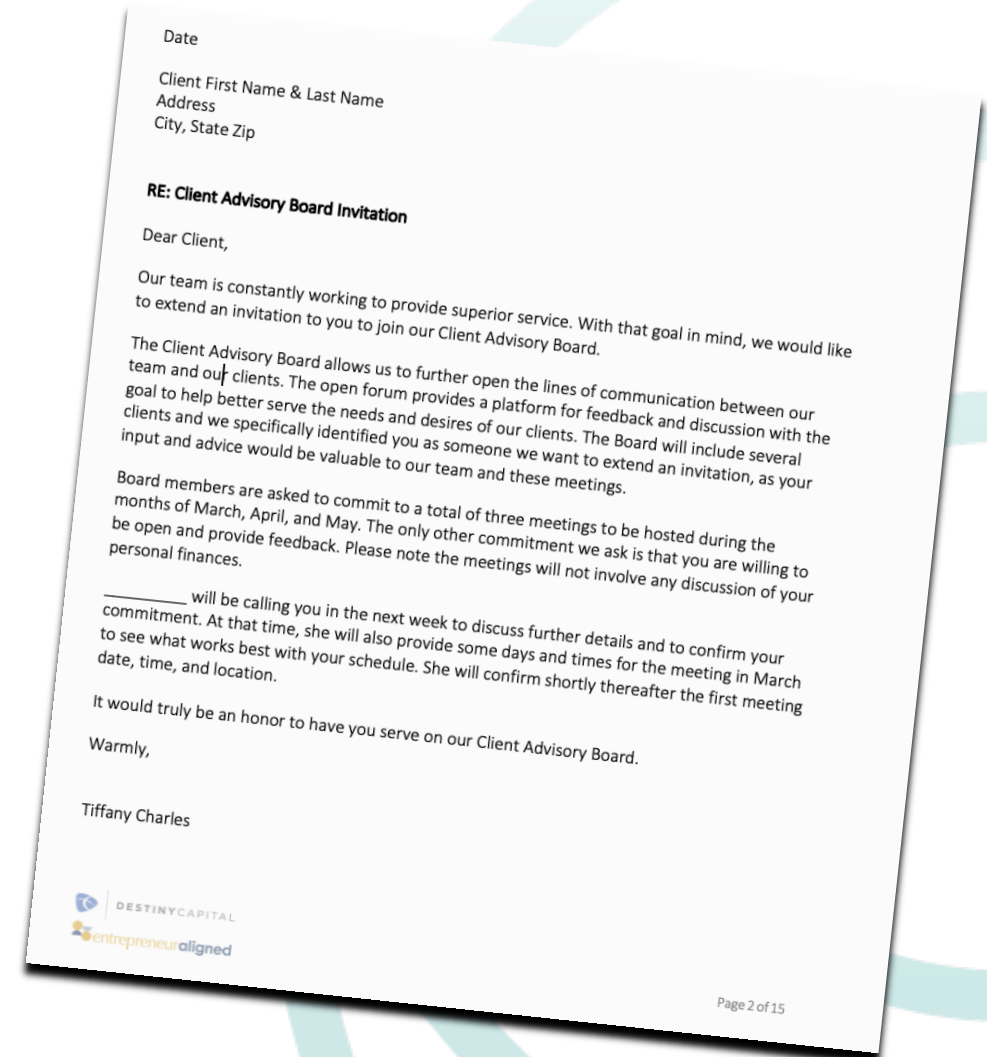 Date
Client First Name & Last Name
Address
City, State Zip
RE: Client Advisory Board Invitation
Dear Client,
Our team is constantly working to provide superior service. With that goal in mind, we would like
to extend an invitation to you to join our Client Advisory Board.
The Client Advisory Board allows us to further open the lines of communication between our
team and our clients. The open forum provides a platform for feedback and discussion with the
goal to help better serve the needs and desires of our clients. The Board will include several
clients and we specifically identified you as someone we want to extend an invitation, as your
input and advice would be valuable to our team and these meetings.
Board members are asked to commit to a total of three meetings to be hosted during the
months of March, April, and May. The only other commitment we ask is that you are willing to
be open and provide feedback. Please note the meetings will not involve any discussion of your
personal finances.
__________ will be calling you in the next week to discuss further details and to confirm your
commitment. At that time, she will also provide some days and times for the meeting in March
to see what works best with your schedule. She will confirm shortly thereafter the first meeting
date, time, and location.
It would truly be an honor to have you serve on our Client Advisory Board.
Warmly,
Tiffany Charles
DESTINYCAPITAL
entrepreneuraligned
Page 2 of 15